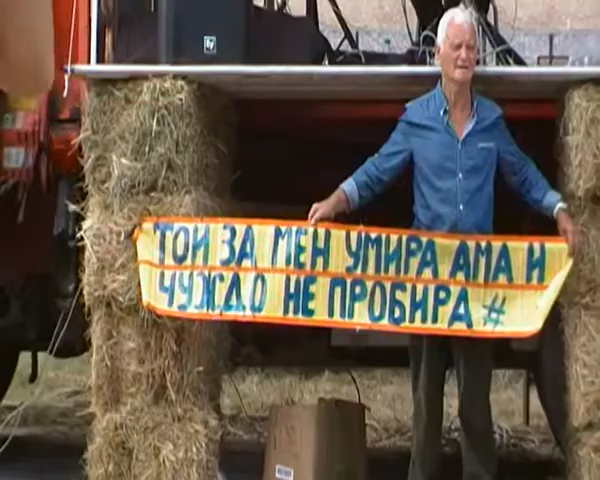 ТОЙ ЗА МЕН УМИРА АМА И
ЧУЖДО НЕ ПРОБИРА #